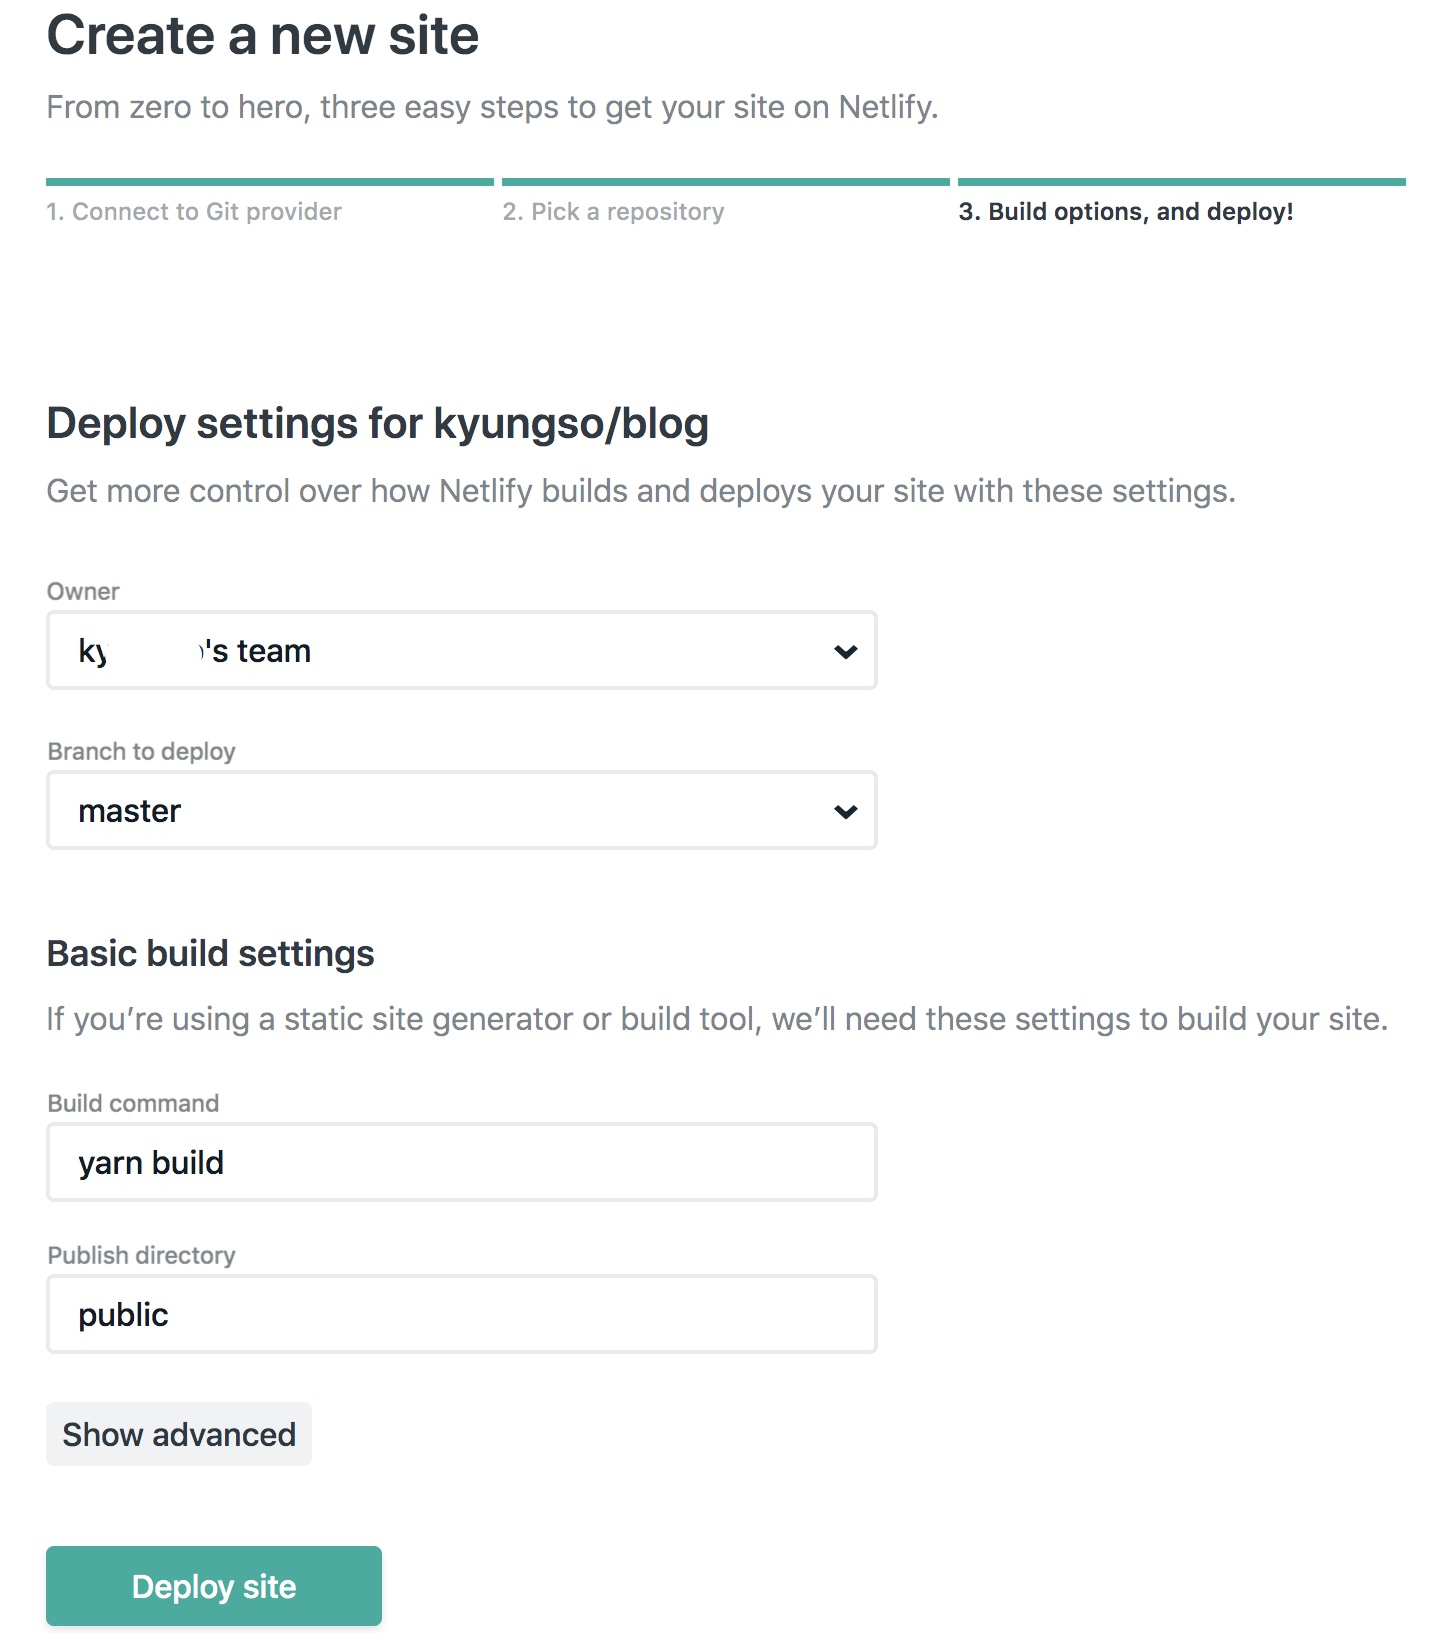 Create a new site
From zero to hero, three easy steps to get your site on Netlify.
1. Connect to Git provider
2. Pick a repository
3. Build options, and deploy!
Deploy settings for kyungso/blog
Get more control over how Netlify builds and deploys your site with these settings.
Owner
's team
Branch to deploy
master
Basic build settings
If you’re using a static site generator or build tool, we’ll need these settings to build your site.
Build command
yarn build
Publish directory
public
Show advanced
Deploy site